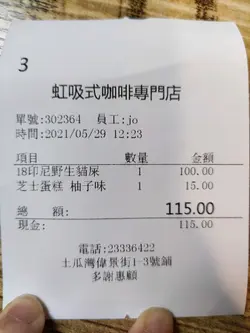 3
虹吸式咖啡專門店
單號:302364 員工:jo
時間:2021/05/29 12:23
項目 數量 金額
18印尼野生貓屎 1 100.00
芝士蛋糕 柚子味 1 15.00
總 額: 115.00
現金: 115.00
電話:23336422
土瓜灣偉景街1-3號鋪
多謝惠顧